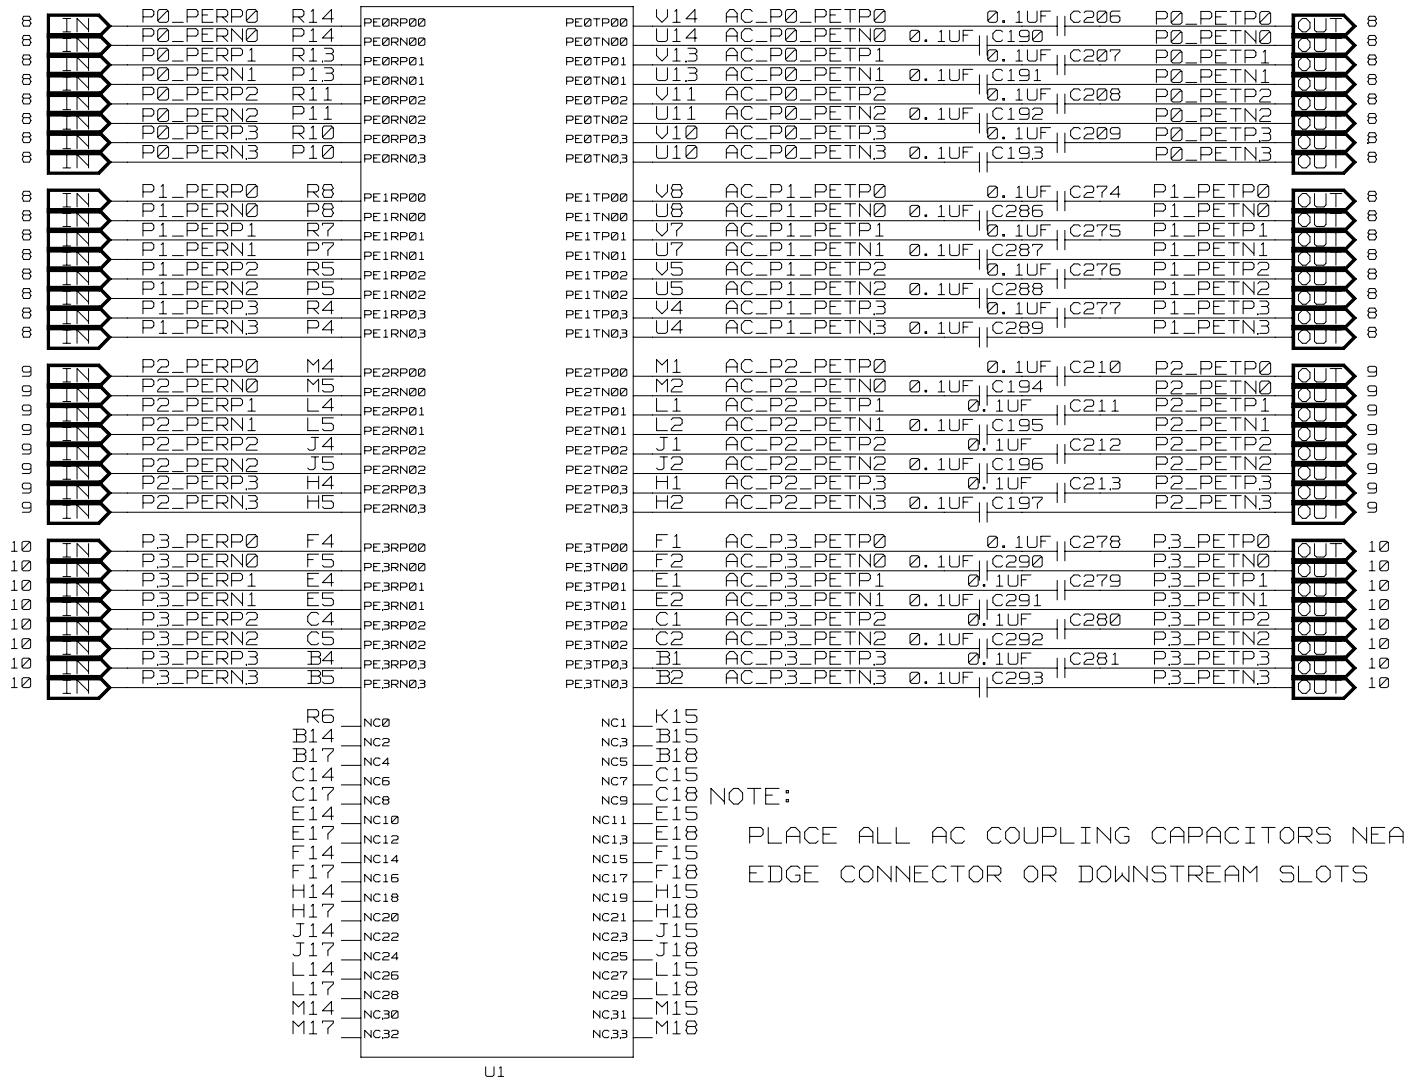 8 IN P0_PERP0 R14 PE0RP00 PE0TP00 V14 AC_P0_PETP0 0.1UF C206 P0_PETP0 OUT 8
8 IN P0_PERN0 P14 PE0RN00 PE0TN00 U14 AC_P0_PETN0 0.1UF C190 P0_PETN0 OUT 8
8 IN P0_PERP1 R13 PE0RP01 PE0TP01 V13 AC_P0_PETP1 0.1UF C207 P0_PETP1 OUT 8
8 IN P0_PERN1 P13 PE0RN01 PE0TN01 U13 AC_P0_PETN1 0.1UF C191 P0_PETN1 OUT 8
8 IN P0_PERP2 R11 PE0RP02 PE0TP02 V11 AC_P0_PETP2 0.1UF C208 P0_PETP2 OUT 8
8 IN P0_PERN2 P11 PE0RN02 PE0TN02 U11 AC_P0_PETN2 0.1UF C192 P0_PETN2 OUT 8
8 IN P0_PERP3 R10 PE0RP03 PE0TP03 V10 AC_P0_PETP3 0.1UF C209 P0_PETP3 OUT 8
8 IN P0_PERN3 P10 PE0RN03 PE0TN03 U10 AC_P0_PETN3 0.1UF C193 P0_PETN3 OUT 8
8 IN P1_PERP0 R8 PE1RP00 PE1TP00 V8 AC_P1_PETP0 0.1UF C274 P1_PETP0 OUT 8
8 IN P1_PERN0 P8 PE1RN00 PE1TN00 U8 AC_P1_PETN0 0.1UF C286 P1_PETN0 OUT 8
8 IN P1_PERP1 R7 PE1RP01 PE1TP01 V7 AC_P1_PETP1 0.1UF C275 P1_PETP1 OUT 8
8 IN P1_PERN1 P7 PE1RN01 PE1TN01 U7 AC_P1_PETN1 0.1UF C287 P1_PETN1 OUT 8
8 IN P1_PERP2 R5 PE1RP02 PE1TP02 V5 AC_P1_PETP2 0.1UF C276 P1_PETP2 OUT 8
8 IN P1_PERN2 P5 PE1RN02 PE1TN02 U5 AC_P1_PETN2 0.1UF C288 P1_PETN2 OUT 8
8 IN P1_PERP3 R4 PE1RP03 PE1TP03 V4 AC_P1_PETP3 0.1UF C277 P1_PETP3 OUT 8
8 IN P1_PERN3 P4 PE1RN03 PE1TN03 U4 AC_P1_PETN3 0.1UF C289 P1_PETN3 OUT 8
9 IN P2_PERP0 M4 PE2RP00 PE2TP00 M1 AC_P2_PETP0 0.1UF C210 P2_PETP0 OUT 9
9 IN P2_PERN0 M5 PE2RN00 PE2TN00 M2 AC_P2_PETN0 0.1UF C194 P2_PETN0 OUT 9
9 IN P2_PERP1 L4 PE2RP01 PE2TP01 L1 AC_P2_PETP1 0.1UF C211 P2_PETP1 OUT 9
9 IN P2_PERN1 L5 PE2RN01 PE2TN01 L2 AC_P2_PETN1 0.1UF C195 P2_PETN1 OUT 9
9 IN P2_PERP2 J4 PE2RP02 PE2TP02 J1 AC_P2_PETP2 0.1UF C212 P2_PETP2 OUT 9
9 IN P2_PERN2 J5 PE2RN02 PE2TN02 J2 AC_P2_PETN2 0.1UF C196 P2_PETN2 OUT 9
9 IN P2_PERP3 H4 PE2RP03 PE2TP03 H1 AC_P2_PETP3 0.1UF C213 P2_PETP3 OUT 9
9 IN P2_PERN3 H5 PE2RN03 PE2TN03 H2 AC_P2_PETN3 0.1UF C197 P2_PETN3 OUT 9
10 IN P3_PERP0 F4 PE3RP00 PE3TP00 F1 AC_P3_PETP0 0.1UF C278 P3_PETP0 OUT 10
10 IN P3_PERN0 F5 PE3RN00 PE3TN00 F2 AC_P3_PETN0 0.1UF C290 P3_PETN0 OUT 10
10 IN P3_PERP1 E4 PE3RP01 PE3TP01 E1 AC_P3_PETP1 0.1UF C279 P3_PETP1 OUT 10
10 IN P3_PERN1 E5 PE3RN01 PE3TN01 E2 AC_P3_PETN1 0.1UF C291 P3_PETN1 OUT 10
10 IN P3_PERP2 C4 PE3RP02 PE3TP02 C1 AC_P3_PETP2 0.1UF C280 P3_PETP2 OUT 10
10 IN P3_PERN2 C5 PE3RN02 PE3TN02 C2 AC_P3_PETN2 0.1UF C292 P3_PETN2 OUT 10
10 IN P3_PERP3 B4 PE3RP03 PE3TP03 B1 AC_P3_PETP3 0.1UF C281 P3_PETP3 OUT 10
10 IN P3_PERN3 B5 PE3RN03 PE3TN03 B2 AC_P3_PETN3 0.1UF C293 P3_PETN3 OUT 10
R6 NC0 NC1 K15
B14 NC2 NC3 B15
B17 NC4 NC5 B18
C14 NC6 NC7 C15
C17 NC8 NC9 C18 NOTE:
E14 NC10 NC11 E15
E17 NC12 NC13 E18 PLACE ALL AC COUPLING CAPACITORS NEA
F14 NC14 NC15 F15
F17 NC16 NC17 F18 EDGE CONNECTOR OR DOWNSTREAM SLOTS
H14 NC18 NC19 H15
H17 NC20 NC21 H18
J14 NC22 NC23 J15
J17 NC24 NC25 J18
L14 NC26 NC27 L15
L17 NC28 NC29 L18
M14 NC30 NC31 M15
M17 NC32 NC33 M18
U1